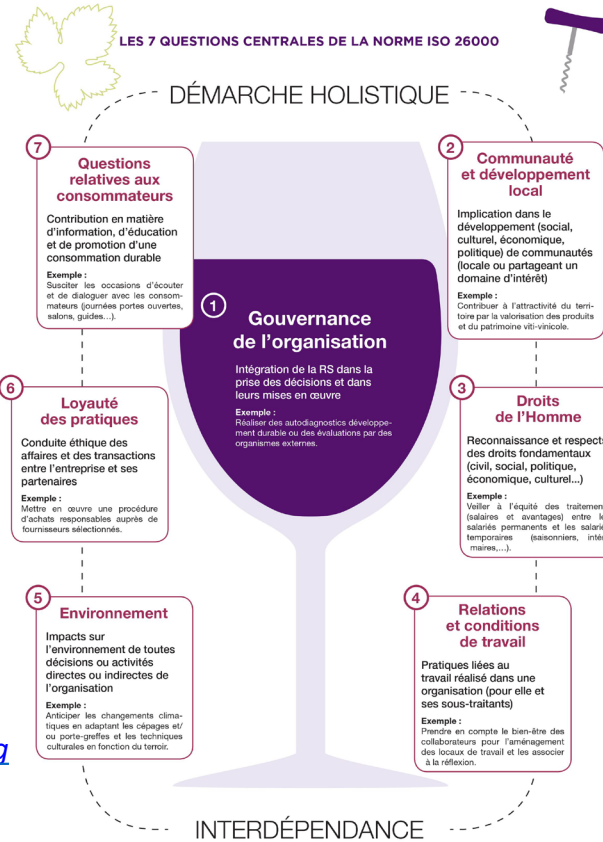 LES 7 QUESTIONS CENTRALES DE LA NORME ISO 26000
DÉMARCHE HOLISTIQUE
7
Questions
relatives aux
consommateurs
Contribution en matière
d'information, d'éducation
et de promotion d'une
consommation durable
Exemple :
Susciter les occasions d'écouter
et de dialoguer avec les consom-
mateurs (journées portes ouvertes,
salons, guides...).
2
Communauté
et développement
local
Implication dans le
développement (social,
culturel, économique,
politique) de communautés
(locale ou partageant un
domaine d'intérêt)
Exemple :
Contribuer à l'attractivité du terri-
toire par la valorisation des produits
et du patrimoine viti-vinicole.
1
Gouvernance
de l'organisation
Intégration de la RS dans la
prise des décisions et dans
leurs mises en œuvre
Exemple :
Réaliser des autodiagnostics développe-
ment durable ou des évaluations par des
organismes externes.
6
Loyauté
des pratiques
Conduite éthique des
affaires et des transactions
entre l'entreprise et ses
partenaires
Exemple :
Mettre en œuvre une procédure
d'achats responsables auprès de
fournisseurs sélectionnés.
3
Droits
de l'Homme
Reconnaissance et respects
des droits fondamentaux
(civil, social, politique,
économique, culturel...)
Exemple :
Veiller à l'équité des traitemen
(salaires et avantages) entre le
salariés permanents et les salarié
temporaires (saisonniers, inté
maires,...).
5
Environnement
Impacts sur
l'environnement de toutes
décisions ou activités
directes ou indirectes de
l'organisation
Exemple :
Anticiper les changements clima-
tiques en adaptant les cépages et/
ou porte-greffes et les techniques
culturales en fonction du terroir.
4
Relations
et conditions
de travail
Pratiques liées au
travail réalisé dans une
organisation (pour elle et
ses sous-traitants)
Exemple :
Prendre en compte le bien-être des
collaborateurs pour l'aménagement
des locaux de travail et les associer
à la réflexion.
g
INTERDÉPENDANCE